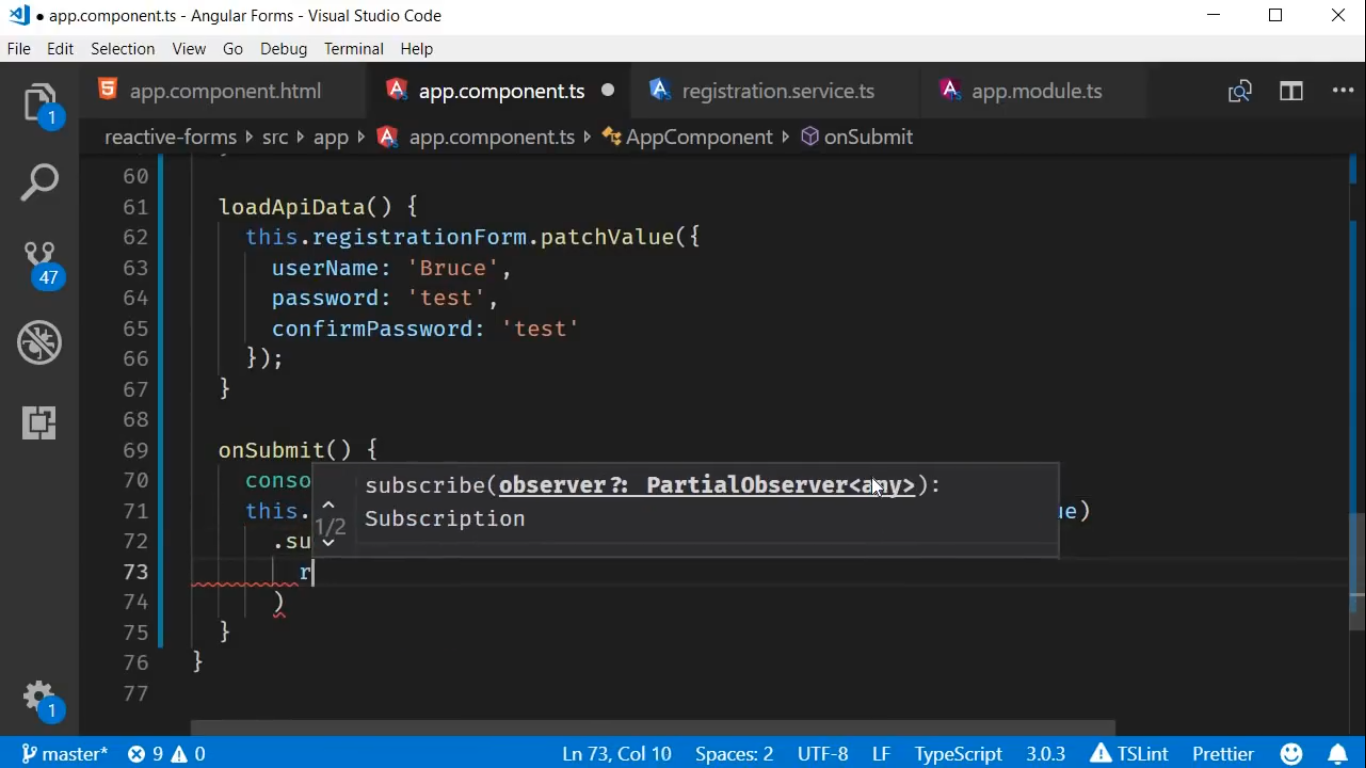 app.component.ts - Angular Forms - Visual Studio Code
File Edit Selection View Go Debug Terminal Help
app.component.html app.component.ts registration.service.ts app.module.ts
reactive-forms src app app.component.ts AppComponent onSubmit
60
61 loadApiData() {
62 this.registrationForm.patchValue({
63 userName: 'Bruce',
64 password: 'test',
65 confirmPassword: 'test'
66 });
67 }
68
69 onSubmit() {
70 conso
subscribe(observer?: PartialObserver<any>):
71 this. ue)
1/2 Subscription
72 .su
73 r
74 )
75 }
76 }
77
1
47
1
master* 9 0 Ln 73, Col 10 Spaces: 2 UTF-8 LF TypeScript 3.0.3 TSLint Prettier